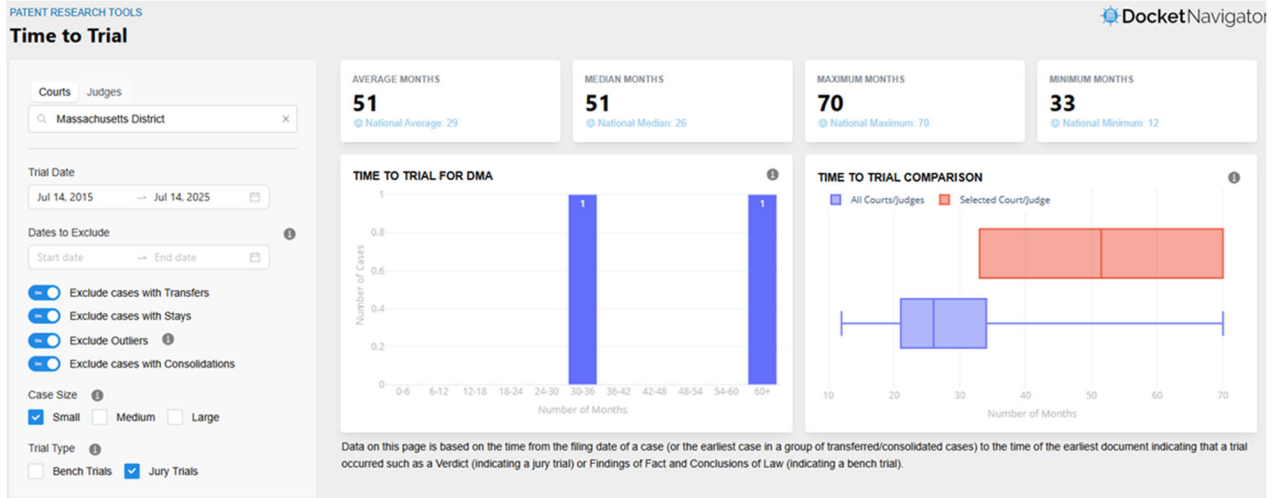 PATENT RESEARCH TOOLS
DocketNavigator
Time to Trial
Courts Judges
Massachusetts District
Trial Date
Jul 14, 2015 → Jul 14, 2025
Dates to Exclude
Start date → End date
On Exclude cases with Transfers
On Exclude cases with Stays
On Exclude Outliers
On Exclude cases with Consolidations
Case Size
Small Medium Large
Trial Type
Bench Trials Jury Trials
AVERAGE MONTHS
51
National Average: 29
MEDIAN MONTHS
51
National Median: 26
MAXIMUM MONTHS
70
National Maximum: 70
MINIMUM MONTHS
33
National Minimum: 12
TIME TO TRIAL FOR DMA
1
0.8
0.6
0.4
0.2
0
Number of Cases
1 1
0-6 6-12 12-18 18-24 24-30 30-36 36-42 42-48 48-54 54-60 60+
Number of Months
TIME TO TRIAL COMPARISON
All Courts/Judges Selected Court/Judge
10 20 30 40 50 60 70
Number of Months
Data on this page is based on the time from the filing date of a case (or the earliest case in a group of transferred/consolidated cases) to the time of the earliest document indicating that a trial
occurred such as a Verdict (indicating a jury trial) or Findings of Fact and Conclusions of Law (indicating a bench trial).